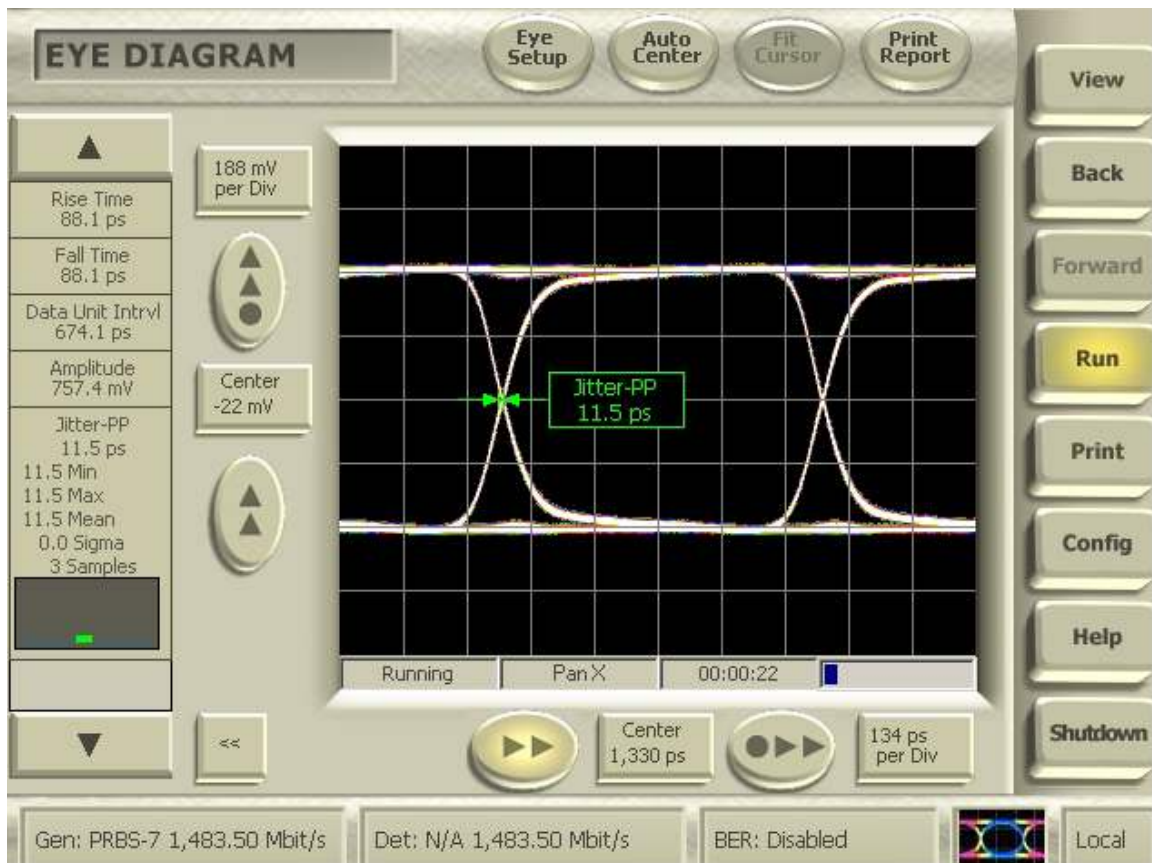 EYE DIAGRAM
Eye
Setup
Auto
Center
Fit
Cursor
Print
Report
View
Back
Forward
Run
Print
Config
Help
Shutdown
Rise Time
88.1 ps
Fall Time
88.1 ps
Data Unit Intrvl
674.1 ps
Amplitude
757.4 mV
Jitter-PP
11.5 ps
11.5 Min
11.5 Max
11.5 Mean
0.0 Sigma
3 Samples
188 mV
per Div
Center
-22 mV
<<
Jitter-PP
11.5 ps
Running
Pan X
00:00:22
Center
1,330 ps
134 ps
per Div
Gen: PRBS-7 1,483.50 Mbit/s
Det: N/A 1,483.50 Mbit/s
BER: Disabled
Local